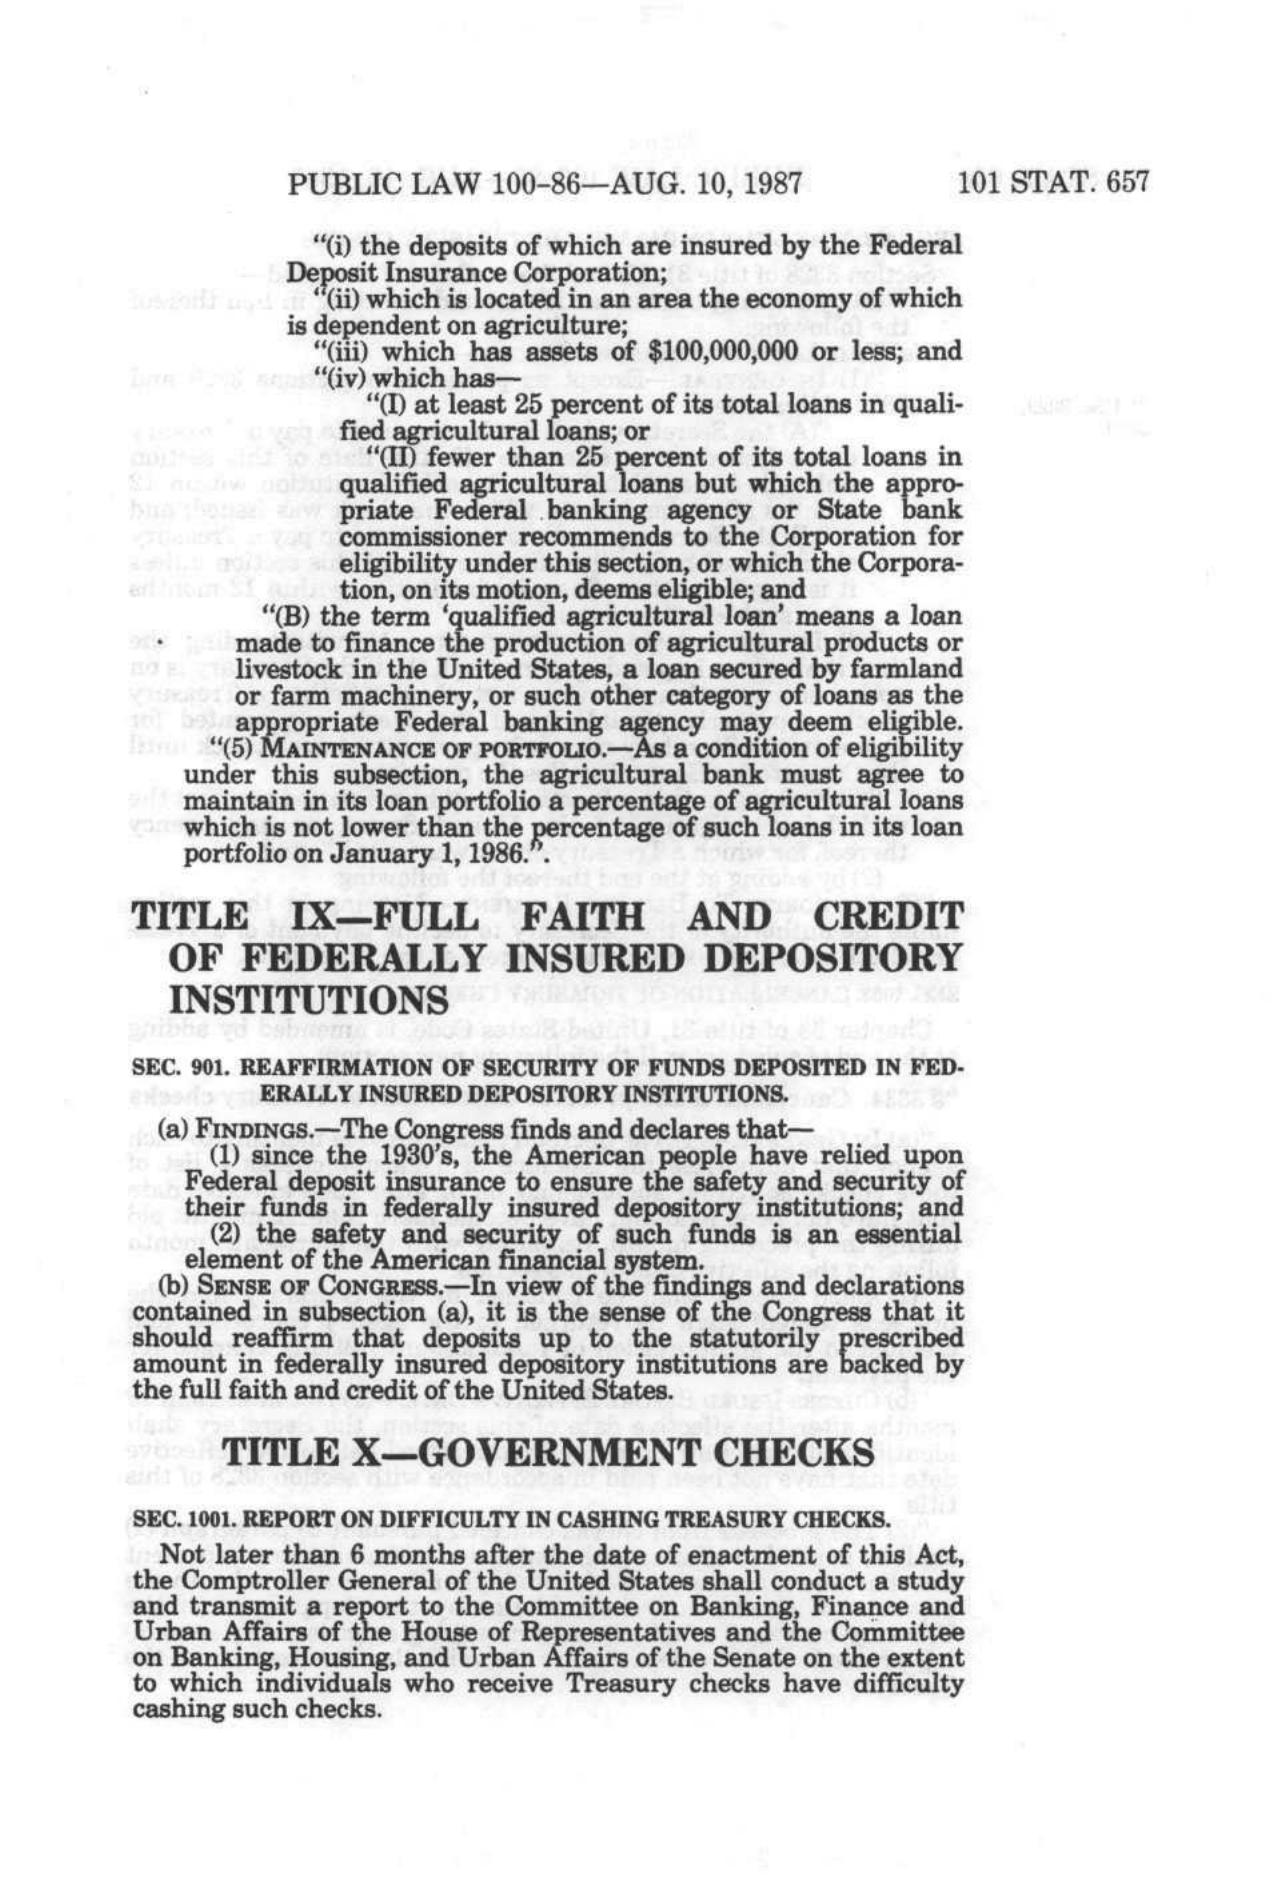 PUBLIC LAW 100-86—AUG. 10, 1987 101 STAT. 657
"(i) the deposits of which are insured by the Federal
Deposit Insurance Corporation;
"(ii) which is located in an area the economy of which
is dependent on agriculture;
"(iii) which has assets of $100,000,000 or less; and
"(iv) which has—
"(I) at least 25 percent of its total loans in quali-
fied agricultural loans; or
"(II) fewer than 25 percent of its total loans in
qualified agricultural loans but which the appro-
priate Federal banking agency or State bank
commissioner recommends to the Corporation for
eligibility under this section, or which the Corpora-
tion, on its motion, deems eligible; and
"(B) the term 'qualified agricultural loan' means a loan
made to finance the production of agricultural products or
livestock in the United States, a loan secured by farmland
or farm machinery, or such other category of loans as the
appropriate Federal banking agency may deem eligible.
"(5) MAINTENANCE OF PORTFOLIO.—As a condition of eligibility
under this subsection, the agricultural bank must agree to
maintain in its loan portfolio a percentage of agricultural loans
which is not lower than the percentage of such loans in its loan
portfolio on January 1, 1986.".
TITLE IX—FULL FAITH AND CREDIT
OF FEDERALLY INSURED DEPOSITORY
INSTITUTIONS
SEC. 901. REAFFIRMATION OF SECURITY OF FUNDS DEPOSITED IN FED-
ERALLY INSURED DEPOSITORY INSTITUTIONS.
(a) FINDINGS.—The Congress finds and declares that—
(1) since the 1930's, the American people have relied upon
Federal deposit insurance to ensure the safety and security of
their funds in federally insured depository institutions; and
(2) the safety and security of such funds is an essential
element of the American financial system.
(b) SENSE OF CONGRESS.—In view of the findings and declarations
contained in subsection (a), it is the sense of the Congress that it
should reaffirm that deposits up to the statutorily prescribed
amount in federally insured depository institutions are backed by
the full faith and credit of the United States.
TITLE X—GOVERNMENT CHECKS
SEC. 1001. REPORT ON DIFFICULTY IN CASHING TREASURY CHECKS.
Not later than 6 months after the date of enactment of this Act,
the Comptroller General of the United States shall conduct a study
and transmit a report to the Committee on Banking, Finance and
Urban Affairs of the House of Representatives and the Committee
on Banking, Housing, and Urban Affairs of the Senate on the extent
to which individuals who receive Treasury checks have difficulty
cashing such checks.